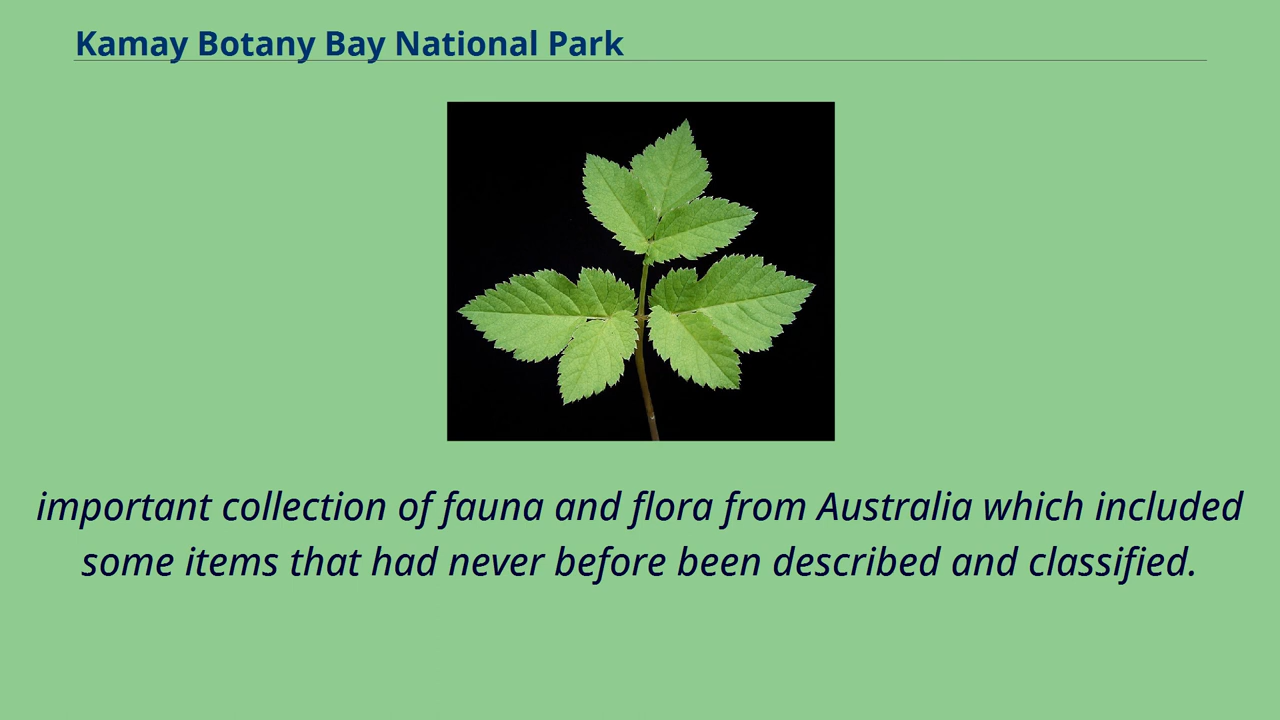 Kamay Botany Bay National Park
important collection of fauna and flora from Australia which included
some items that had never before been described and classified.